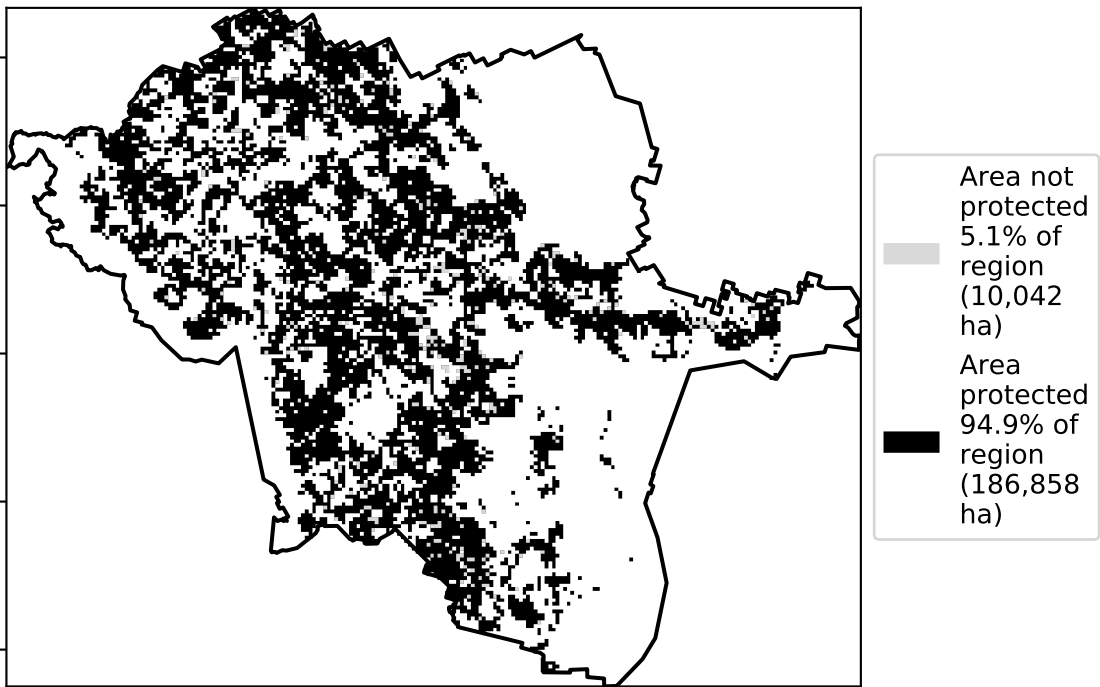 Area not
protected
5.1% of
region
(10,042
ha)
Area
protected
94.9% of
region
(186,858
ha)